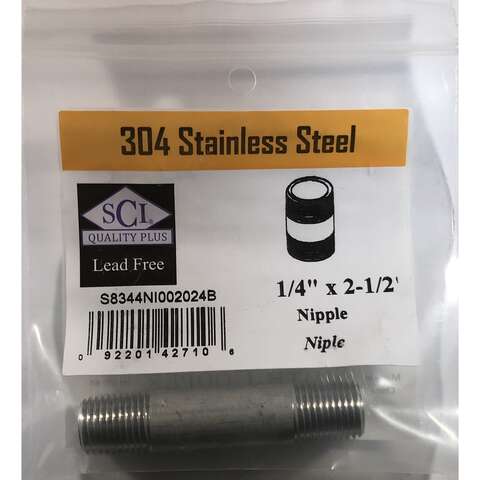 304 Stainless Steel
SCI
QUALITY PLUS
Lead Free
1/4" x 2-1/2'
Nipple
Niple
S8344NI002024B
0 92201 42710 6